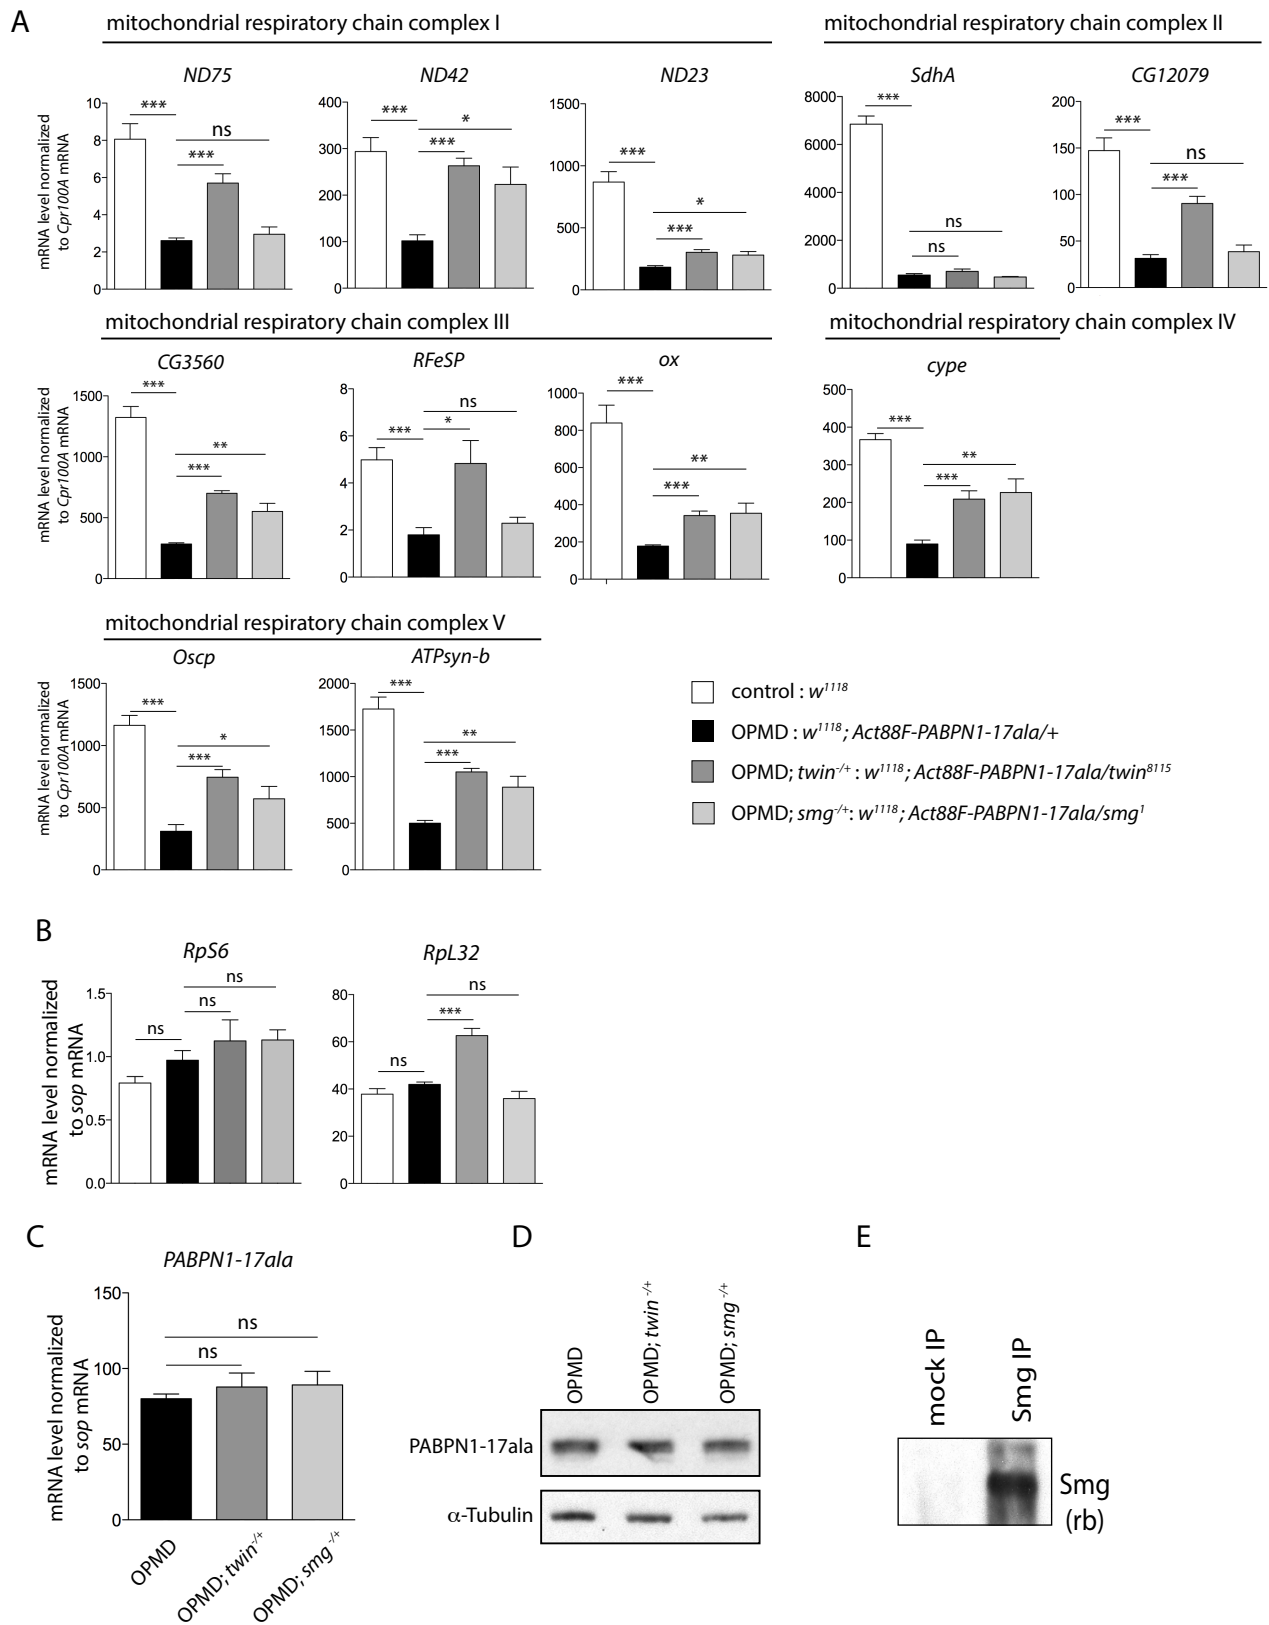 A
mitochondrial respiratory chain complex I
mitochondrial respiratory chain complex II
ND75
ND42
ND23
SdhA
CG12079
mRNA level normalized
to Cpr100A mRNA
10
8
6
4
2
0
***
***
ns
400
300
200
100
0
***
***
*
1500
1000
500
0
***
***
*
8000
6000
4000
2000
0
***
ns
ns
200
150
100
50
0
***
***
ns
mitochondrial respiratory chain complex III
mitochondrial respiratory chain complex IV
CG3560
RFeSP
ox
cype
mRNA level normalized
to Cpr100A mRNA
1500
1000
500
0
***
***
**
8
6
4
2
0
***
*
ns
1000
800
600
400
200
0
***
***
**
500
400
300
200
100
0
***
***
**
mitochondrial respiratory chain complex V
Oscp
ATPsyn-b
mRNA level normalized
to Cpr100A mRNA
1500
1000
500
0
***
***
*
2000
1500
1000
500
0
***
***
**
control : w1118
OPMD : w1118; Act88F-PABPN1-17ala/+
OPMD; twin-/+ : w1118; Act88F-PABPN1-17ala/twin8115
OPMD; smg-/+: w1118; Act88F-PABPN1-17ala/smg1
B
RpS6
RpL32
mRNA level normalized
to sop mRNA
1.5
1.0
0.5
0.0
ns
ns
ns
80
60
40
20
0
ns
***
ns
C
PABPN1-17ala
mRNA level normalized
to sop mRNA
150
100
50
0
ns
ns
OPMD
OPMD; twin-/+
OPMD; smg -/+
D
OPMD
OPMD; twin -/+
OPMD; smg -/+
PABPN1-17ala
α-Tubulin
E
mock IP
Smg IP
Smg
(rb)